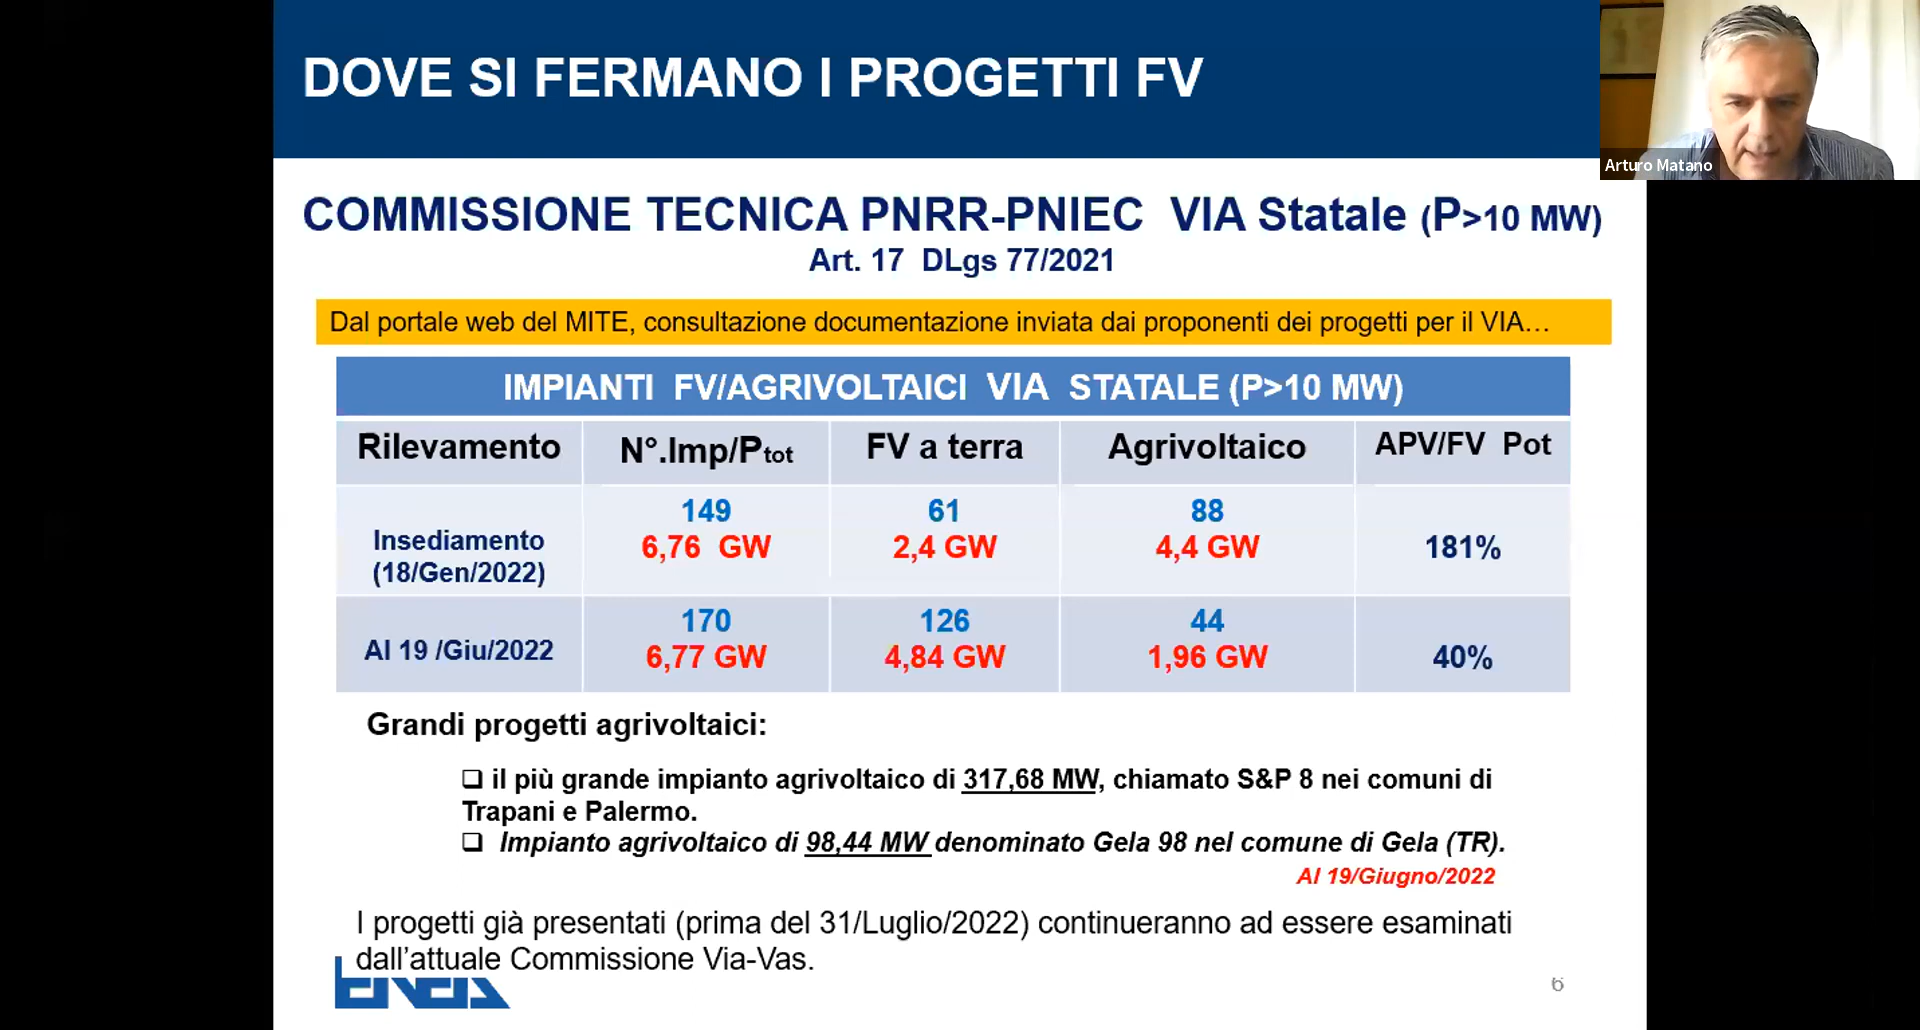 DOVE SI FERMANO I PROGETTI FV
Arturo Matano
COMMISSIONE TECNICA PNRR-PNIEC VIA Statale (P>10 MW)
Art. 17 DLgs 77/2021
Dal portale web del MITE, consultazione documentazione inviata dai proponenti dei progetti per il VIA…
IMPIANTI FV/AGRIVOLTAICI VIA STATALE (P>10 MW)
Rilevamento N°.Imp/Ptot FV a terra Agrivoltaico APV/FV Pot
149 61 88
Insediamento 6,76 GW 2,4 GW 4,4 GW 181%
(18/Gen/2022)
170 126 44
Al 19 /Giu/2022 6,77 GW 4,84 GW 1,96 GW 40%
Grandi progetti agrivoltaici:
❑ il più grande impianto agrivoltaico di 317,68 MW, chiamato S&P 8 nei comuni di
Trapani e Palermo.
❑ Impianto agrivoltaico di 98,44 MW denominato Gela 98 nel comune di Gela (TR).
Al 19/Giugno/2022
I progetti già presentati (prima del 31/Luglio/2022) continueranno ad essere esaminati
dall'attuale Commissione Via-Vas.
6